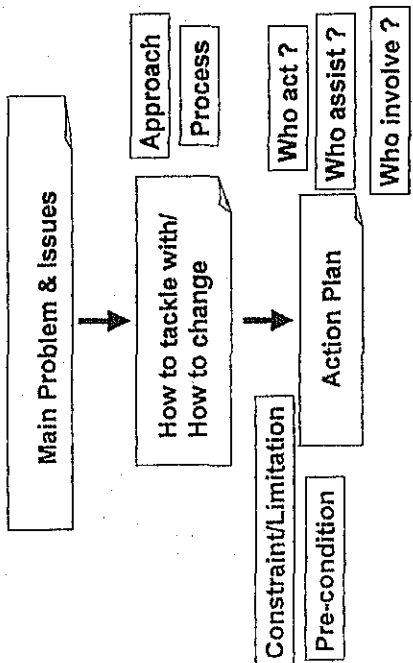 Main Problem & Issues
How to tackle with/
How to change
Approach
Process
Action Plan
Constraint/Limitation
Pre-condition
Who act ?
Who assist ?
Who involve ?